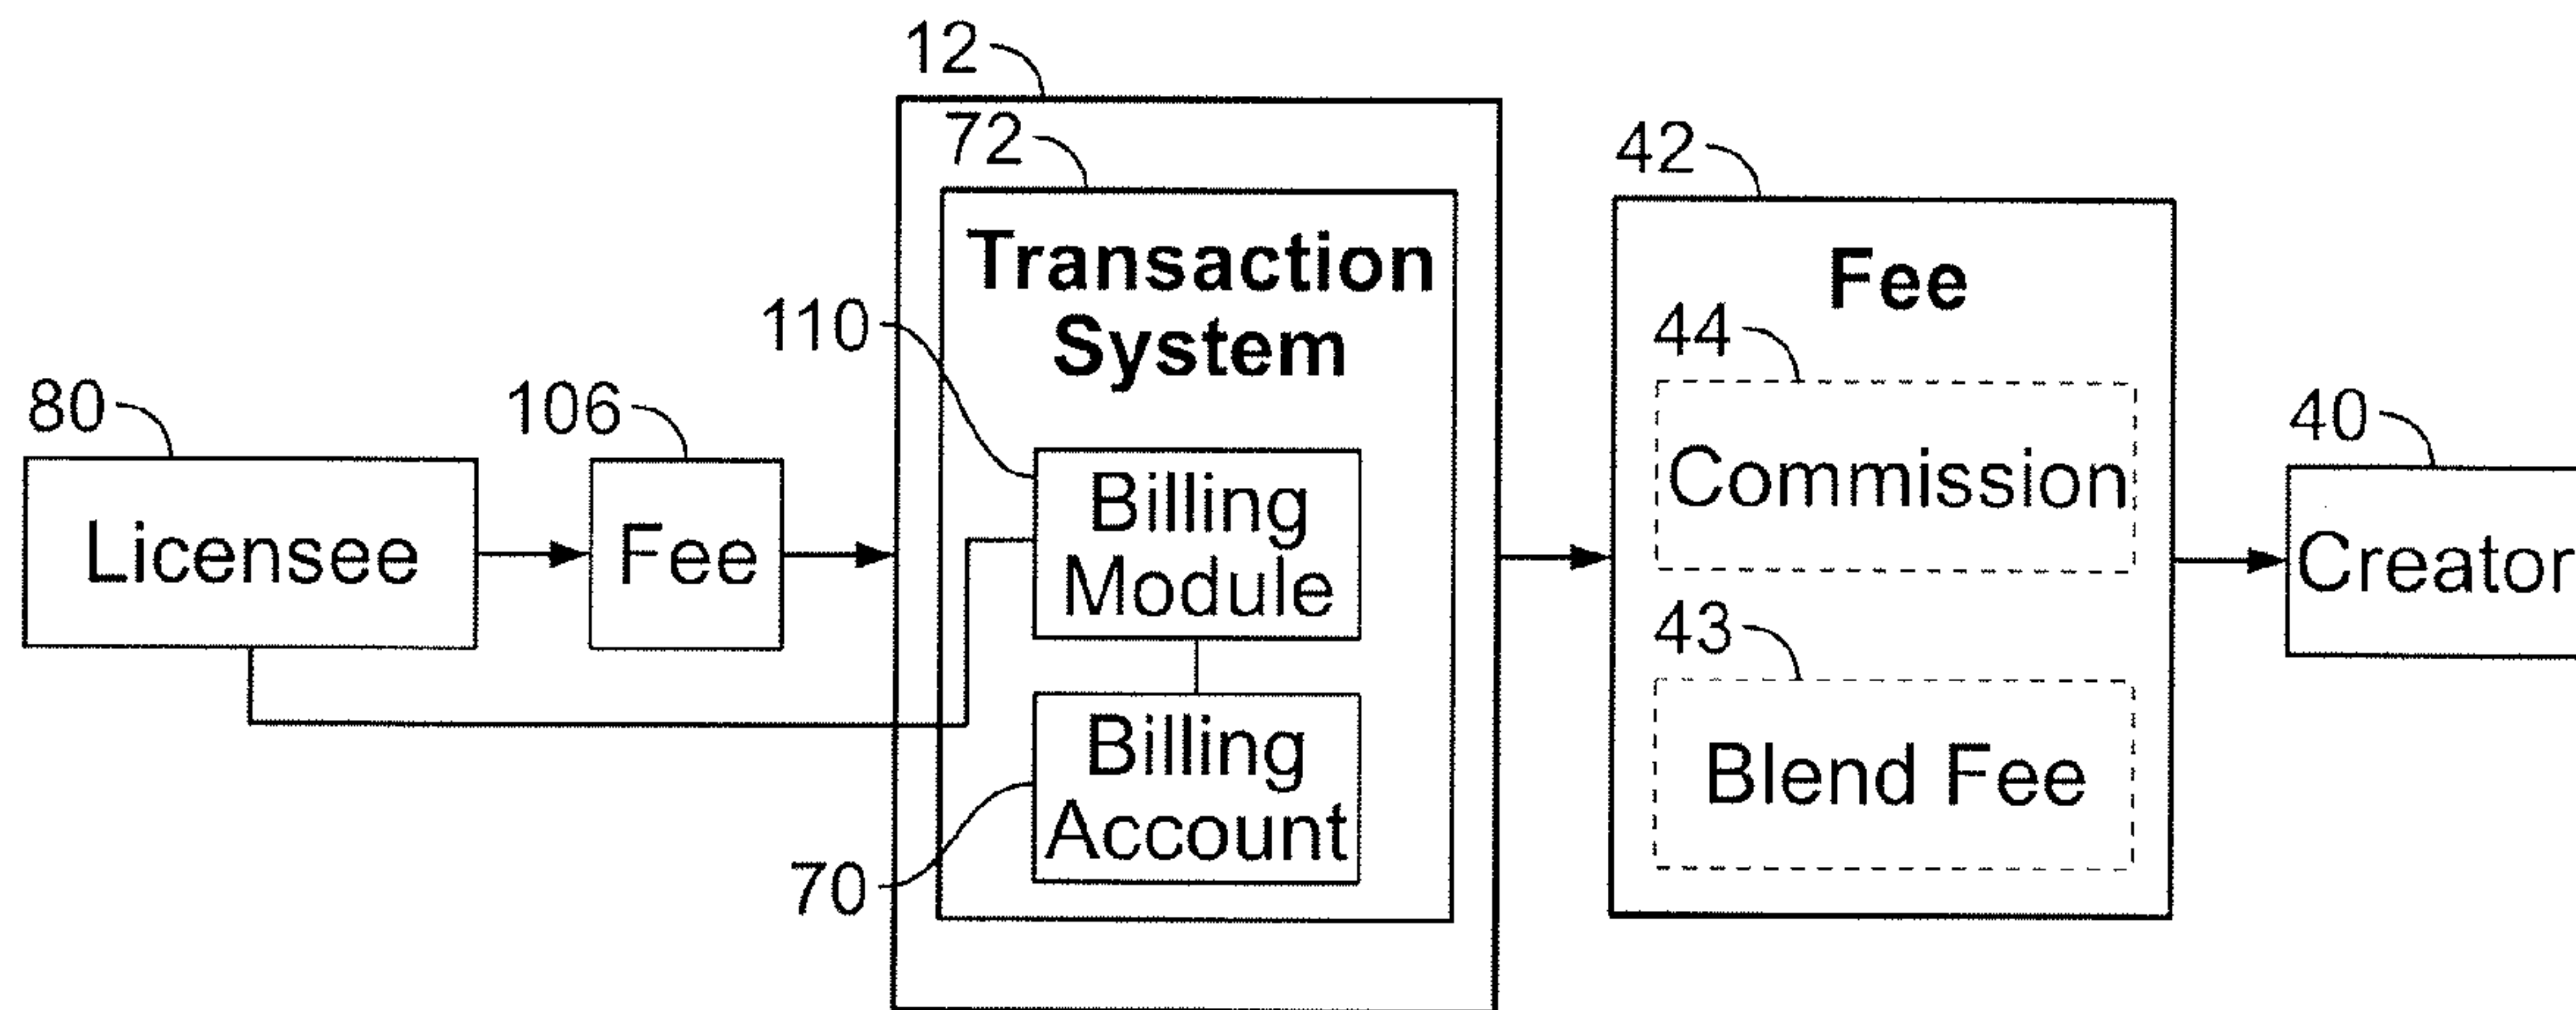 12
72
42
Transaction
System
Fee
110
44
80
106
Commission
40
Licensee
Fee
Billing
Module
Creator
43
Billing
Account
Blend Fee
70